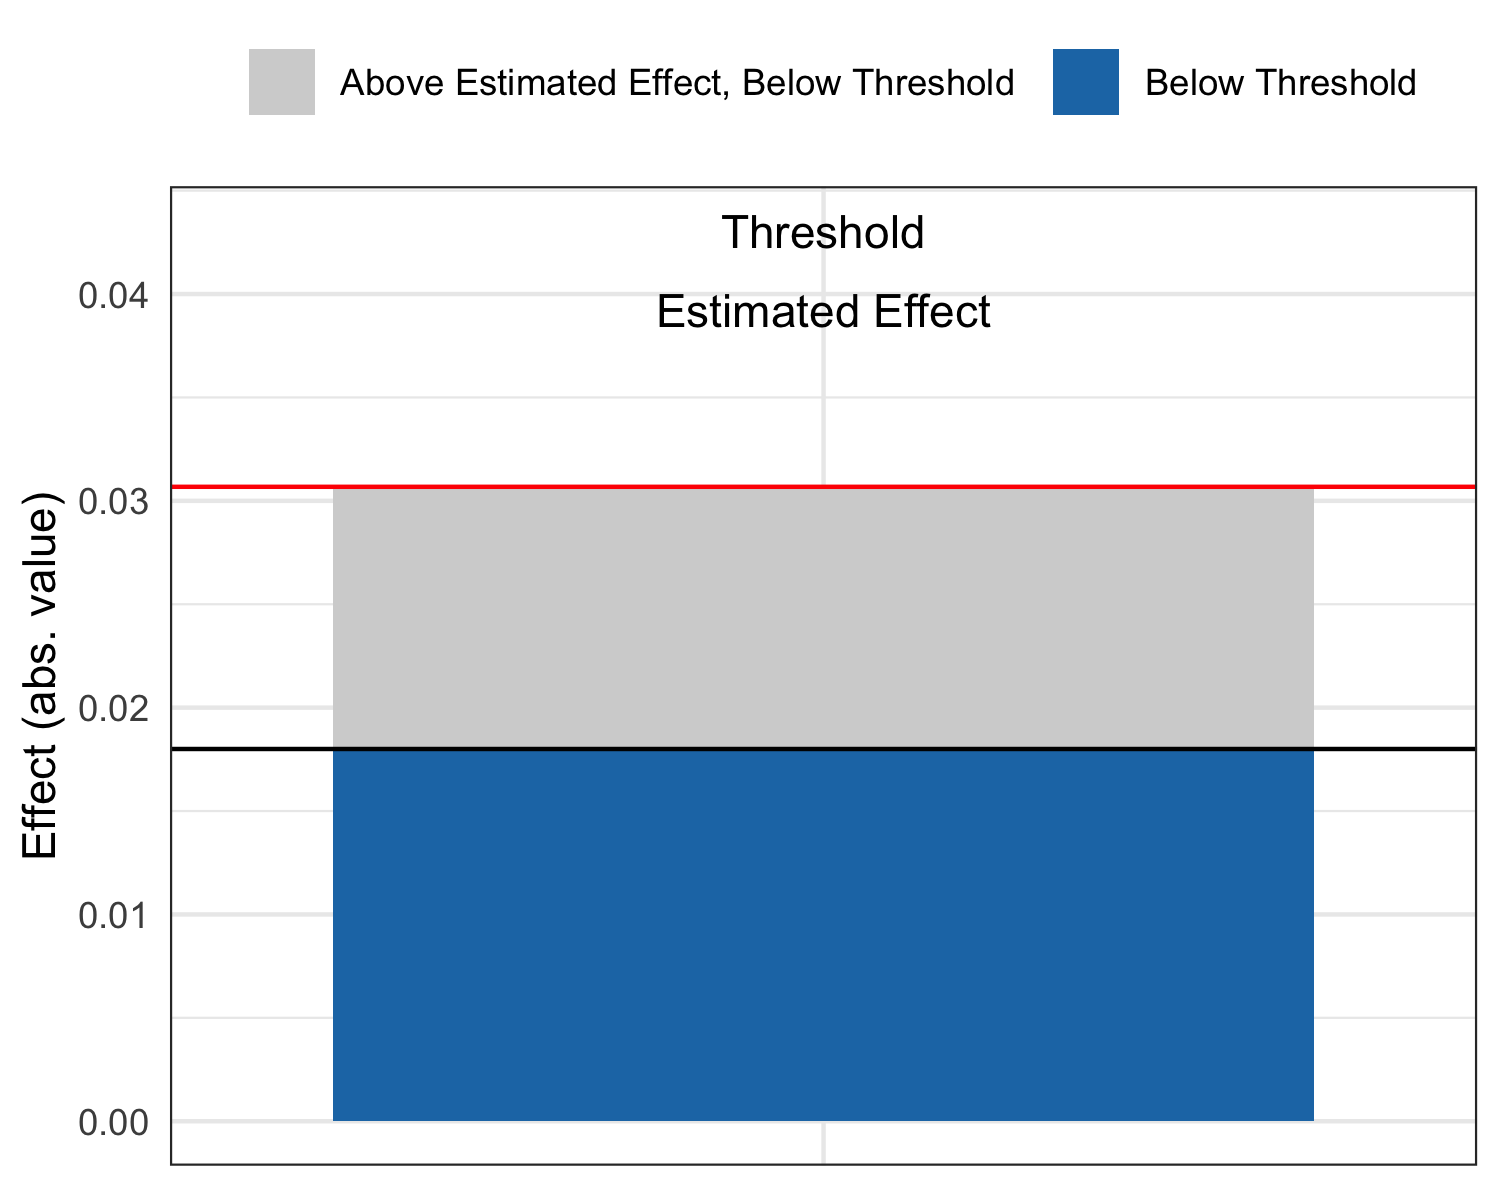 Above Estimated Effect, Below Threshold
Below Threshold
Threshold
Estimated Effect
0.04
0.03
0.02
0.01
0.00
Effect (abs. value)